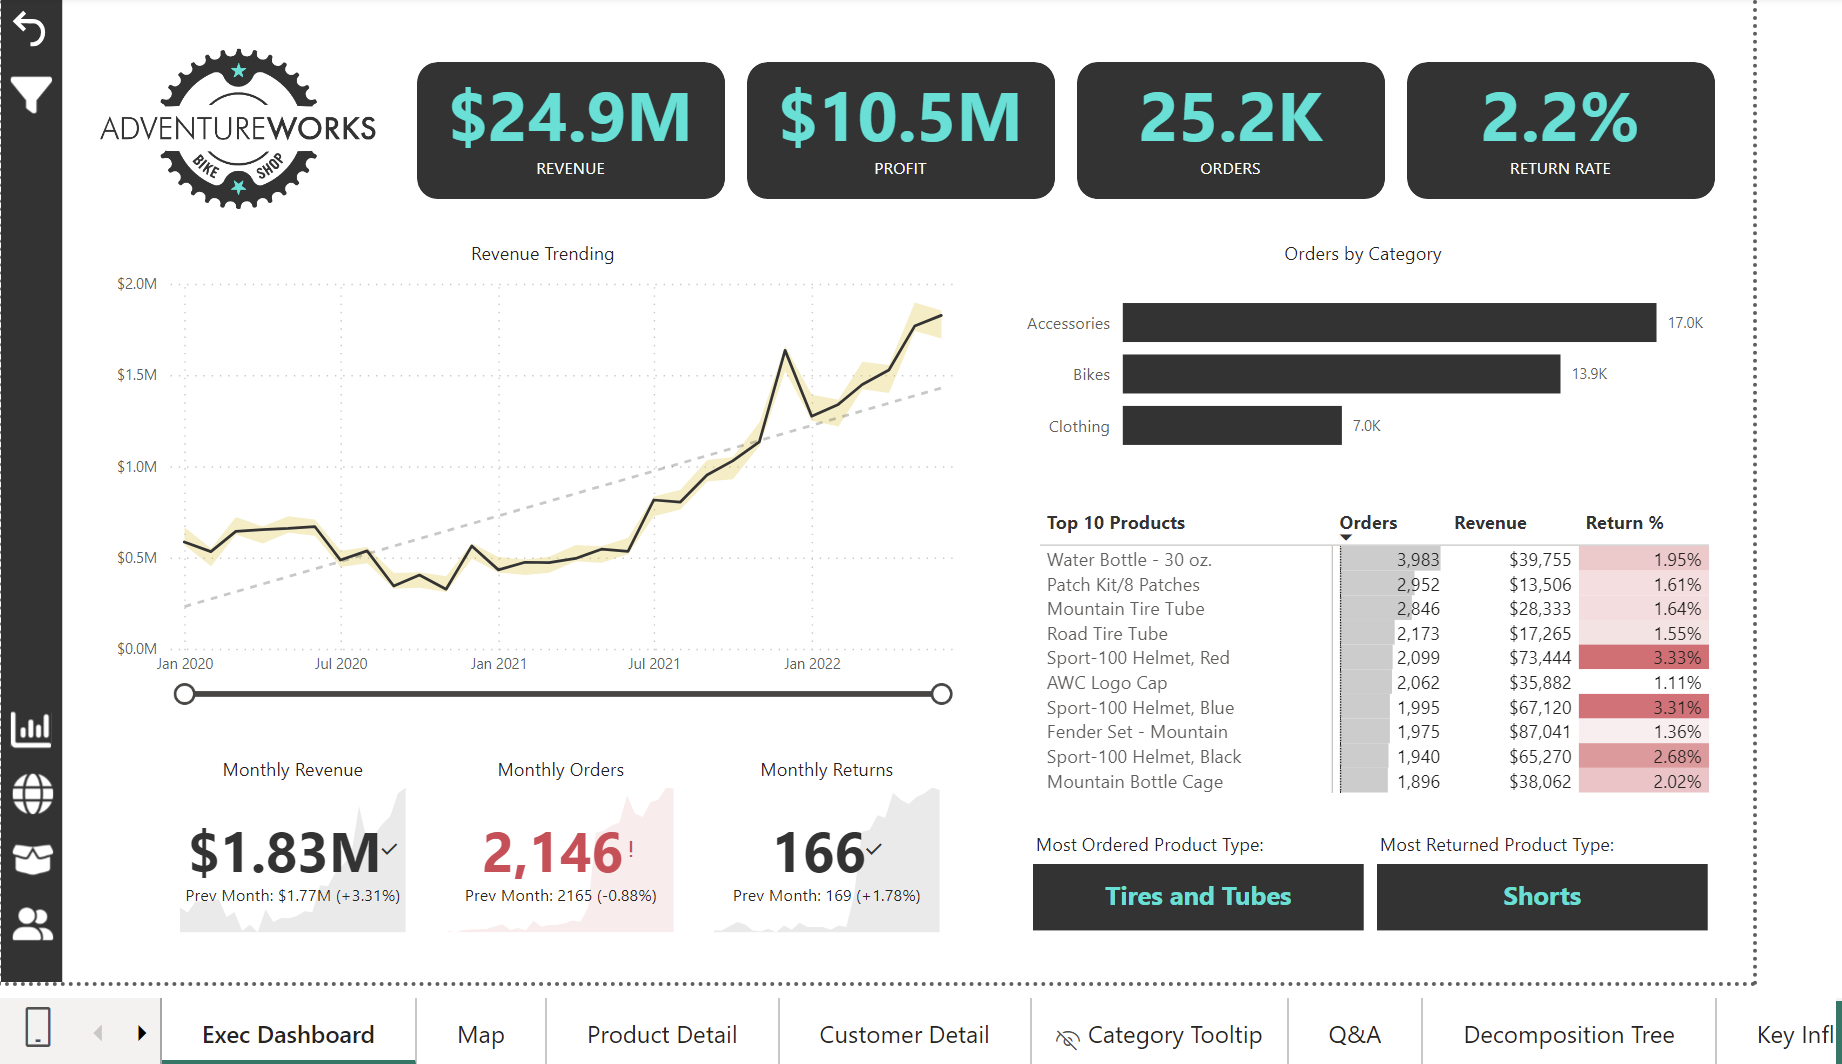 ADVENTUREWORKS
BIKE SHOP
$24.9M
REVENUE
$10.5M
PROFIT
25.2K
ORDERS
2.2%
RETURN RATE
Revenue Trending
$2.0M
$1.5M
$1.0M
$0.5M
$0.0M
Jan 2020 Jul 2020 Jan 2021 Jul 2021 Jan 2022
Orders by Category
Accessories 17.0K
Bikes 13.9K
Clothing 7.0K
Top 10 Products Orders Revenue Return %
Water Bottle - 30 oz. 3,983 $39,755 1.95%
Patch Kit/8 Patches 2,952 $13,506 1.61%
Mountain Tire Tube 2,846 $28,333 1.64%
Road Tire Tube 2,173 $17,265 1.55%
Sport-100 Helmet, Red 2,099 $73,444 3.33%
AWC Logo Cap 2,062 $35,882 1.11%
Sport-100 Helmet, Blue 1,995 $67,120 3.31%
Fender Set - Mountain 1,975 $87,041 1.36%
Sport-100 Helmet, Black 1,940 $65,270 2.68%
Mountain Bottle Cage 1,896 $38,062 2.02%
Monthly Revenue
$1.83M
Prev Month: $1.77M (+3.31%)
Monthly Orders
2,146!
Prev Month: 2165 (-0.88%)
Monthly Returns
166
Prev Month: 169 (+1.78%)
Most Ordered Product Type:
Tires and Tubes
Most Returned Product Type:
Shorts
Exec Dashboard Map Product Detail Customer Detail Category Tooltip Q&A Decomposition Tree Key Infl